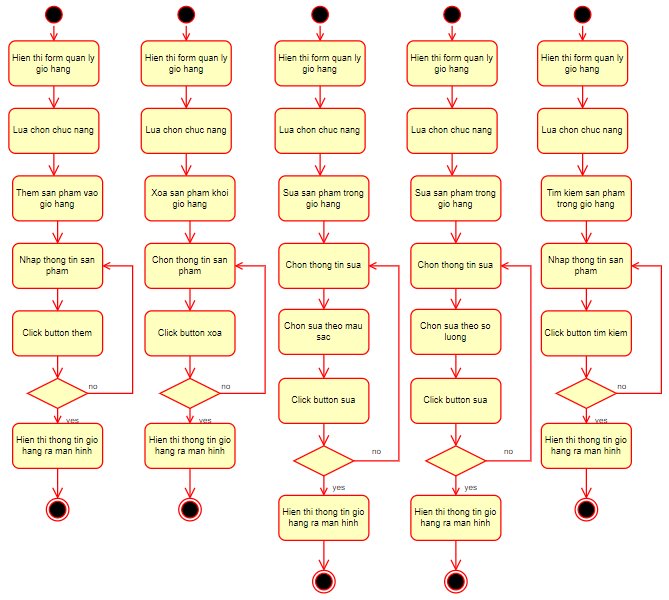 Hien thi form quan ly
gio hang
Lua chon chuc nang
Them san pham vao
gio hang
Nhap thong tin san
pham
Click button them
no
yes
Hien thi thong tin gio
hang ra man hinh
Hien thi form quan ly
gio hang
Lua chon chuc nang
Xoa san pham khoi
gio hang
Chon thong tin san
pham
Click button xoa
no
yes
Hien thi thong tin gio
hang ra man hinh
Hien thi form quan ly
gio hang
Lua chon chuc nang
Sua san pham trong
gio hang
Chon thong tin sua
Chon sua theo mau
sac
Click button sua
no
yes
Hien thi thong tin gio
hang ra man hinh
Hien thi form quan ly
gio hang
Lua chon chuc nang
Sua san pham trong
gio hang
Chon thong tin sua
Chon sua theo so
luong
Click button sua
no
yes
Hien thi thong tin gio
hang ra man hinh
Hien thi form quan ly
gio hang
Lua chon chuc nang
Tim kiem san pham
trong gio hang
Nhap thong tin san
pham
Click button tim kiem
no
yes
Hien thi thong tin gio
hang ra man hinh